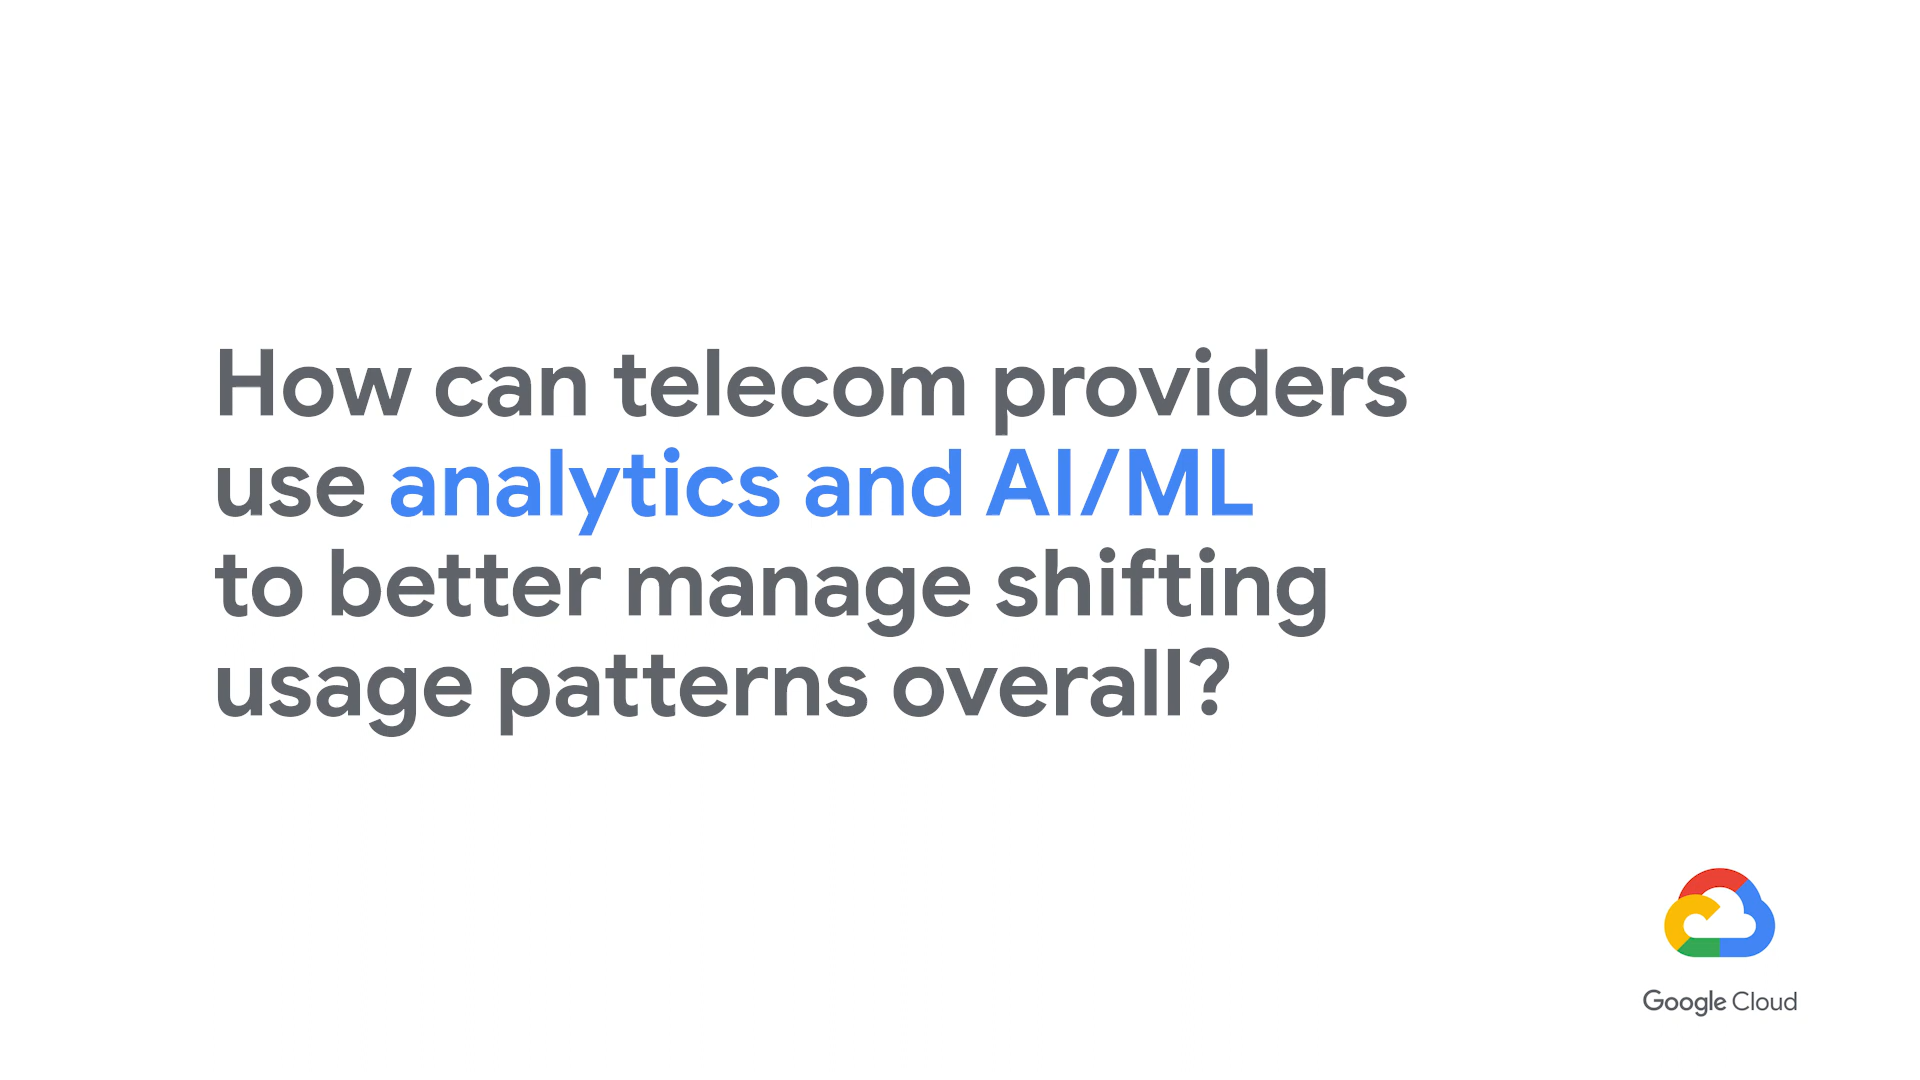 How can telecom providers
use analytics and AI/ML
to better manage shifting
usage patterns overall?
Google Cloud